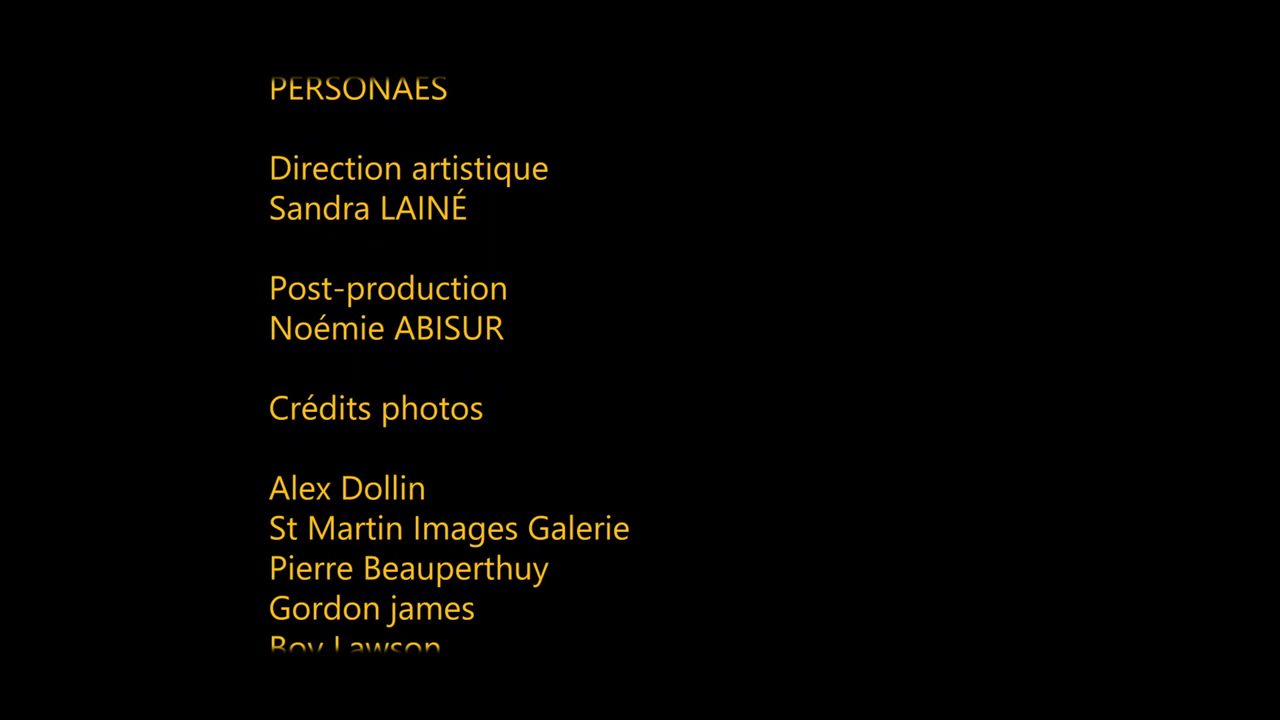 PERSONAES
Direction artistique
Sandra LAINÉ
Post-production
Noémie ABISUR
Crédits photos
Alex Dollin
St Martin Images Galerie
Pierre Beauperthuy
Gordon james
Lawson